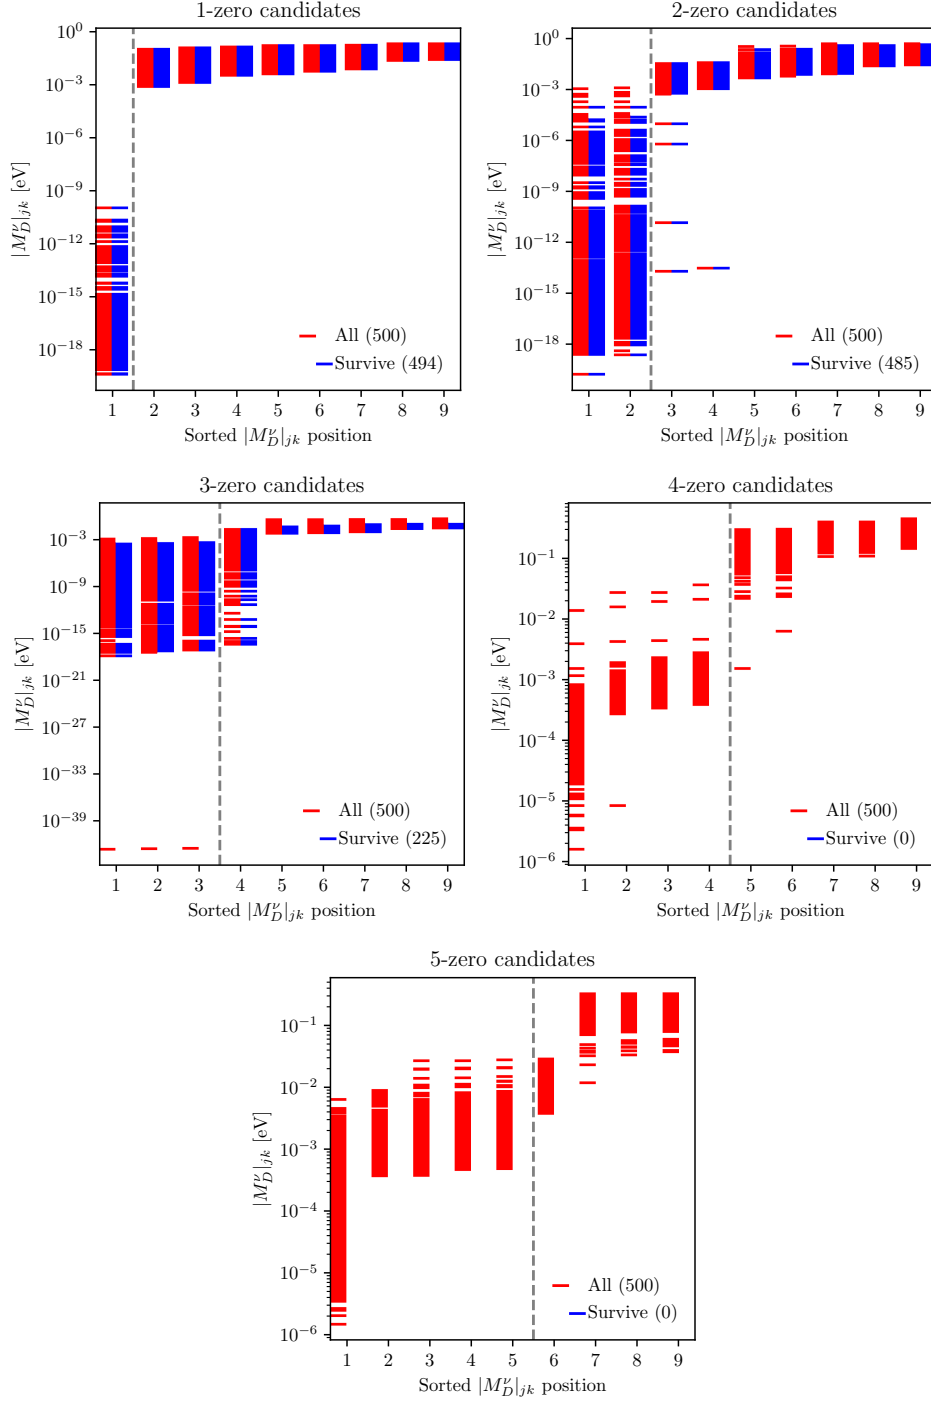 1-zero candidates
10^0
10^−3
10^−6
10^−9
10^−12
10^−15
10^−18
|M_D^ν|_jk [eV]
All (500)
Survive (494)
1 2 3 4 5 6 7 8 9
Sorted |M_D^ν|_jk position
2-zero candidates
10^0
10^−3
10^−6
10^−9
10^−12
10^−15
10^−18
|M_D^ν|_jk [eV]
All (500)
Survive (485)
1 2 3 4 5 6 7 8 9
Sorted |M_D^ν|_jk position
3-zero candidates
10^−3
10^−9
10^−15
10^−21
10^−27
10^−33
10^−39
|M_D^ν|_jk [eV]
All (500)
Survive (225)
1 2 3 4 5 6 7 8 9
Sorted |M_D^ν|_jk position
4-zero candidates
10^−1
10^−2
10^−3
10^−4
10^−5
10^−6
|M_D^ν|_jk [eV]
All (500)
Survive (0)
1 2 3 4 5 6 7 8 9
Sorted |M_D^ν|_jk position
5-zero candidates
10^−1
10^−2
10^−3
10^−4
10^−5
10^−6
|M_D^ν|_jk [eV]
All (500)
Survive (0)
1 2 3 4 5 6 7 8 9
Sorted |M_D^ν|_jk position